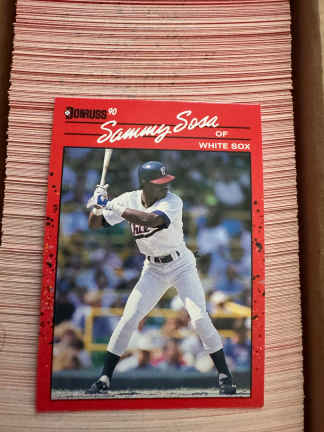 DONRUSS 90
Sammy Sosa
OF
WHITE SOX